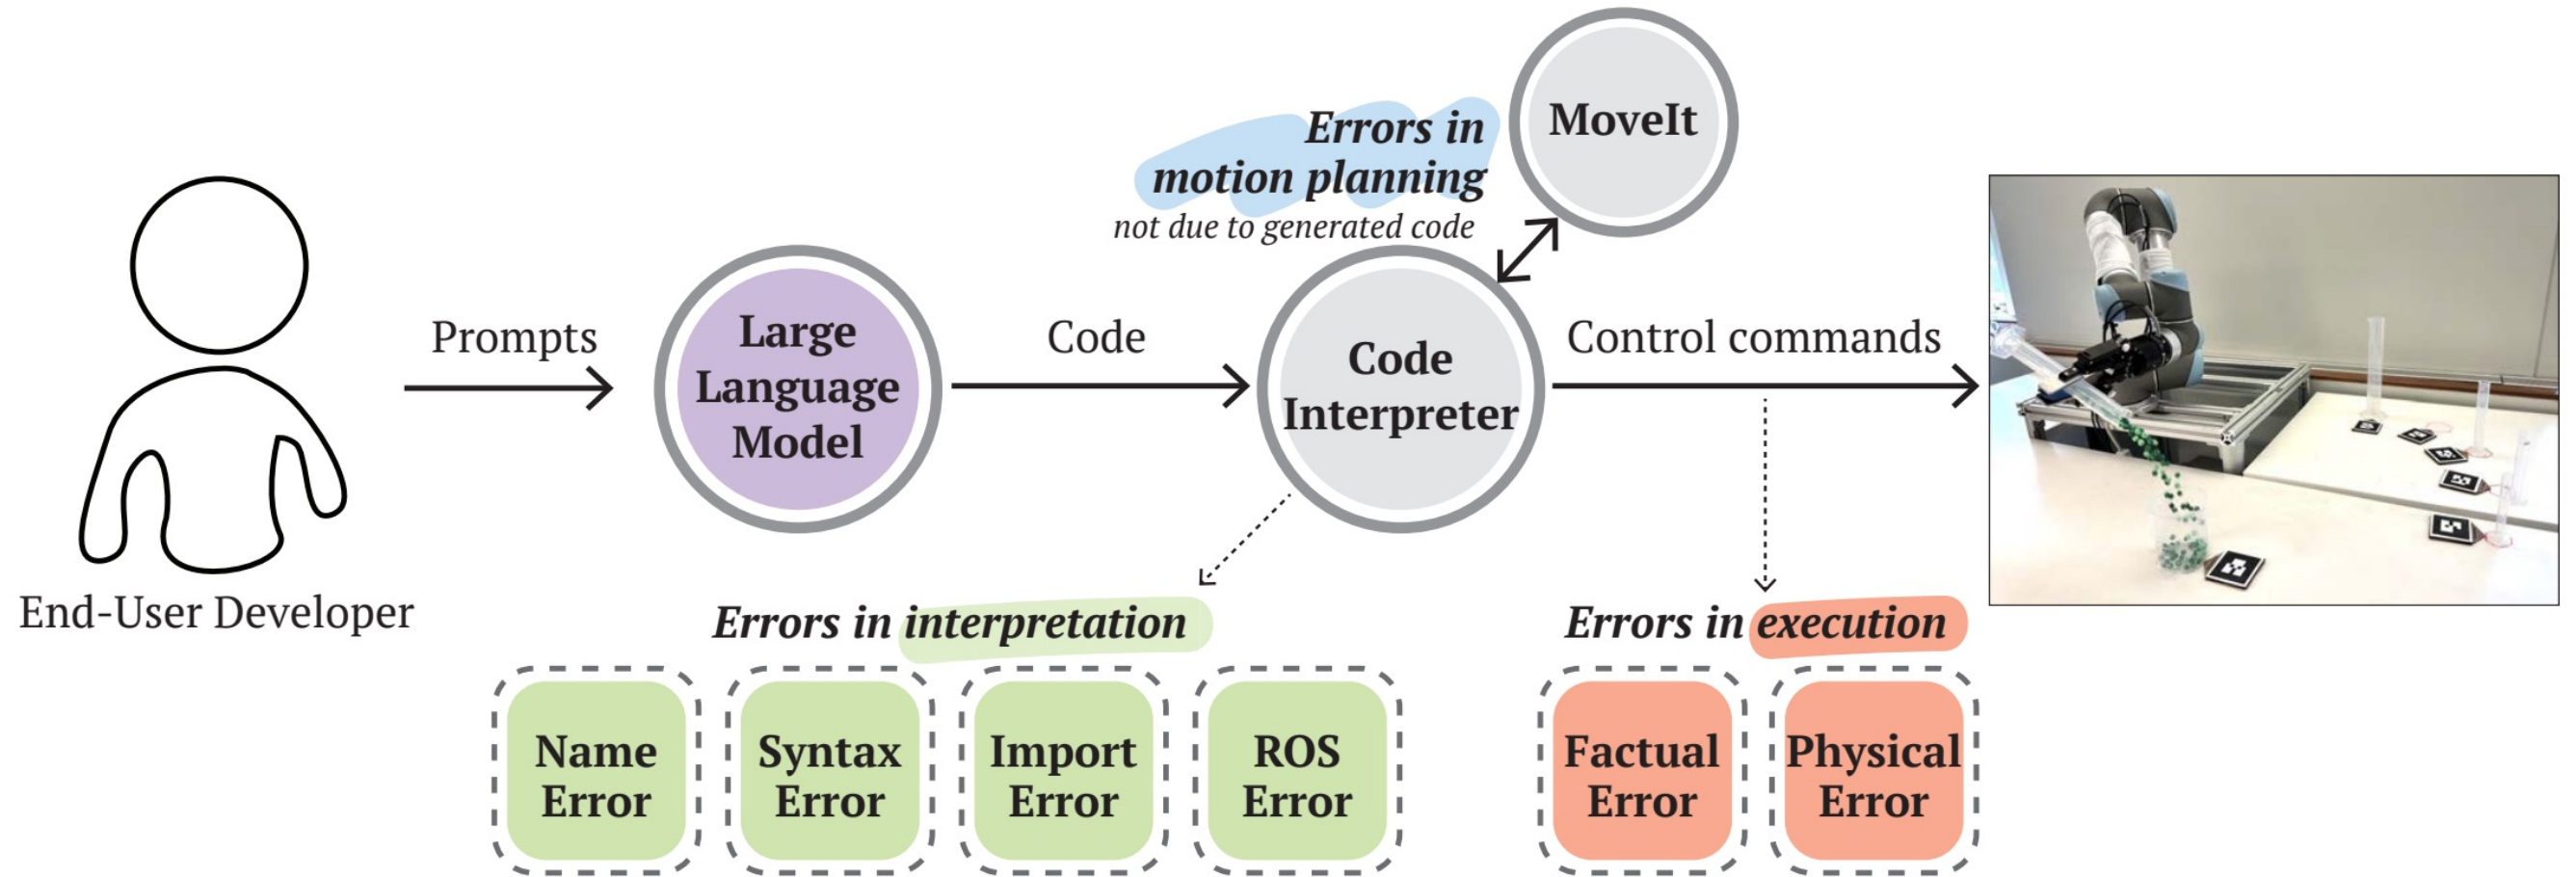 MoveIt
Errors in
motion planning
not due to generated code
Prompts
Large
Language
Model
Code
Code
Interpreter
Control commands
End-User Developer
Errors in interpretation
Errors in execution
Name
Error
Syntax
Error
Import
Error
ROS
Error
Factual
Error
Physical
Error